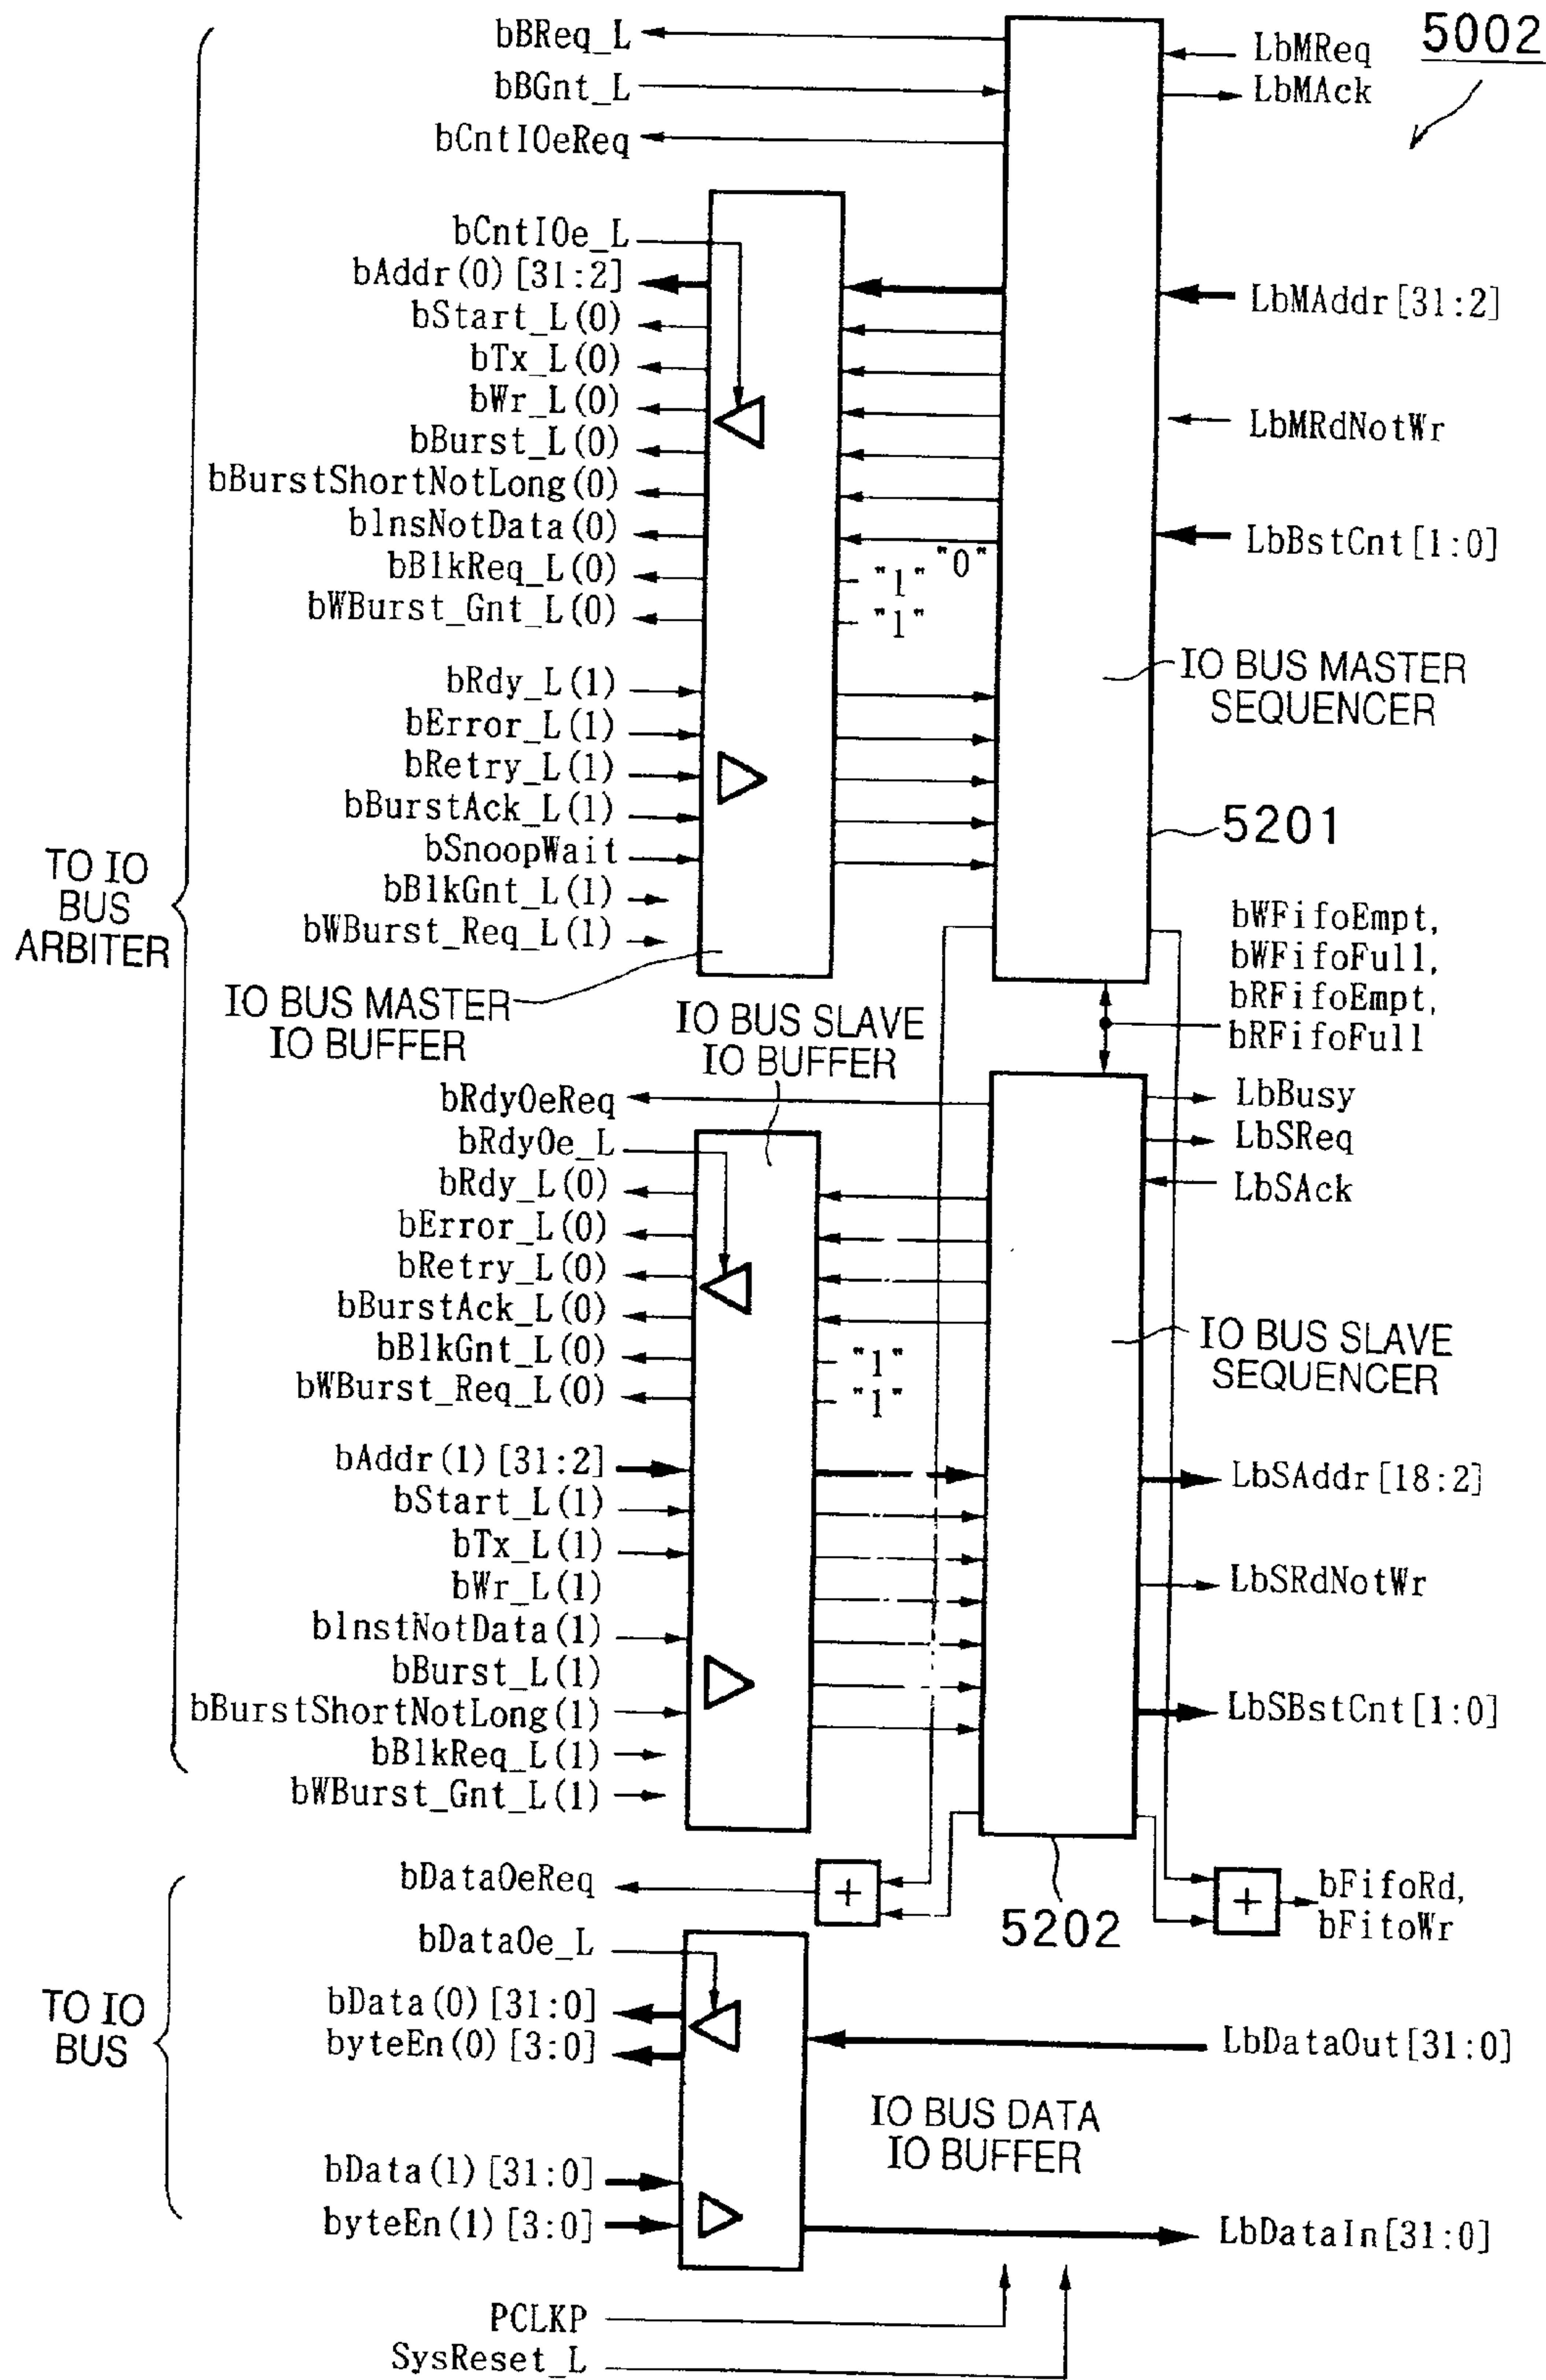 5002
bBReq_L
LbMReq
bBGnt_L
LbMAck
bCntIOeReq
bCntIOe_L
bAddr(0)[31:2]
LbMAddr[31:2]
bStart_L(0)
bTx_L(0)
bWr_L(0)
LbMRdNotWr
bBurst_L(0)
bBurstShortNotLong(0)
bInsNotData(0)
LbBstCnt[1:0]
"0"
bBlkReq_L(0)
"1"
bWBurst_Gnt_L(0)
"1"
IO BUS MASTER
SEQUENCER
bRdy_L(1)
bError_L(1)
bRetry_L(1)
bBurstAck_L(1)
5201
bSnoopWait
bBlkGnt_L(1)
bWBurst_Req_L(1)
TO IO
BUS
ARBITER
bWFifoEmpt,
bWFifoFull,
bRFifoEmpt,
bRFifoFull
IO BUS MASTER
IO BUFFER
IO BUS SLAVE
IO BUFFER
bRdyOeReq
LbBusy
bRdyOe_L
LbSReq
bRdy_L(0)
LbSAck
bError_L(0)
bRetry_L(0)
bBurstAck_L(0)
bBlkGnt_L(0)
"1"
bWBurst_Req_L(0)
"1"
IO BUS SLAVE
SEQUENCER
bAddr(1)[31:2]
LbSAddr[18:2]
bStart_L(1)
bTx_L(1)
bWr_L(1)
LbSRdNotWr
bInstNotData(1)
bBurst_L(1)
bBurstShortNotLong(1)
LbSBstCnt[1:0]
bBlkReq_L(1)
bWBurst_Gnt_L(1)
bDataOeReq
+
5202
+
bFifoRd,
bFitoWr
bDataOe_L
TO IO
BUS
bData(0)[31:0]
byteEn(0)[3:0]
LbDataOut[31:0]
IO BUS DATA
IO BUFFER
bData(1)[31:0]
byteEn(1)[3:0]
LbDataIn[31:0]
PCLKP
SysReset_L